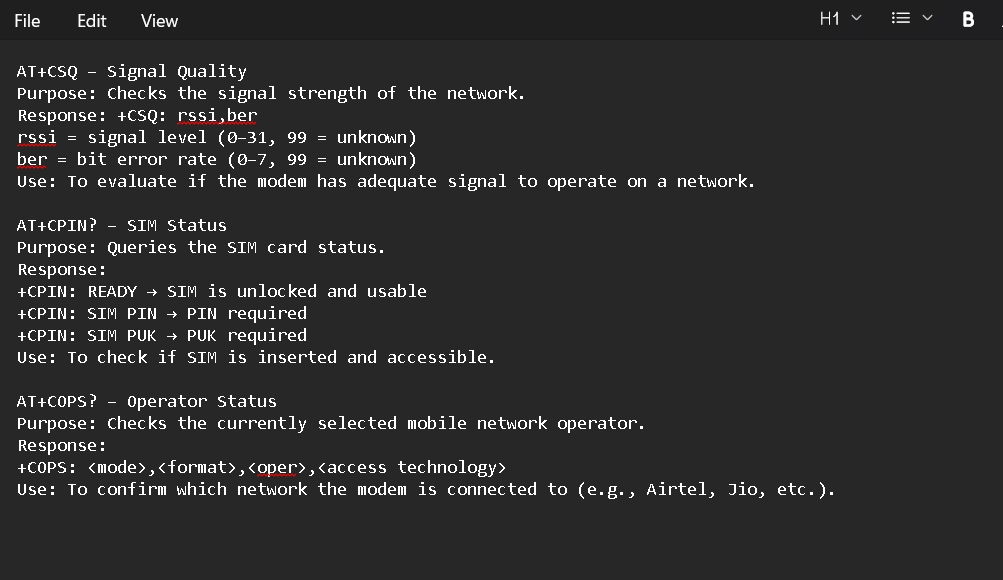 File Edit View H1 B
AT+CSQ – Signal Quality
Purpose: Checks the signal strength of the network.
Response: +CSQ: rssi,ber
rssi = signal level (0–31, 99 = unknown)
ber = bit error rate (0–7, 99 = unknown)
Use: To evaluate if the modem has adequate signal to operate on a network.

AT+CPIN? – SIM Status
Purpose: Queries the SIM card status.
Response:
+CPIN: READY → SIM is unlocked and usable
+CPIN: SIM PIN → PIN required
+CPIN: SIM PUK → PUK required
Use: To check if SIM is inserted and accessible.

AT+COPS? – Operator Status
Purpose: Checks the currently selected mobile network operator.
Response:
+COPS: <mode>,<format>,<oper>,<access technology>
Use: To confirm which network the modem is connected to (e.g., Airtel, Jio, etc.).